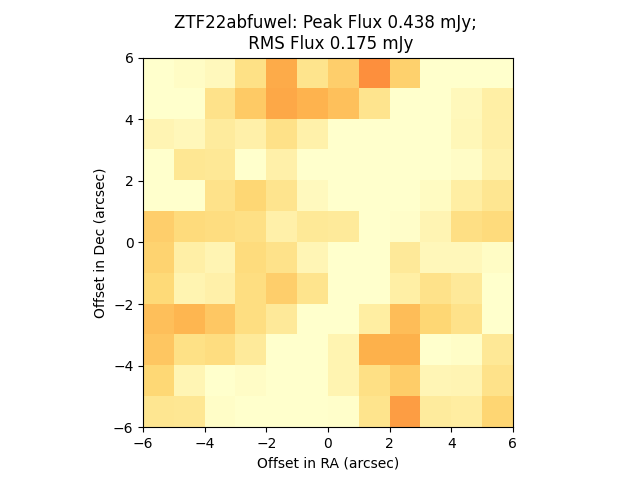 ZTF22abfuwel: Peak Flux 0.438 mJy;
RMS Flux 0.175 mJy
6
4
2
0
−2
−4
−6
Offset in Dec (arcsec)
−6 −4 −2 0 2 4 6
Offset in RA (arcsec)